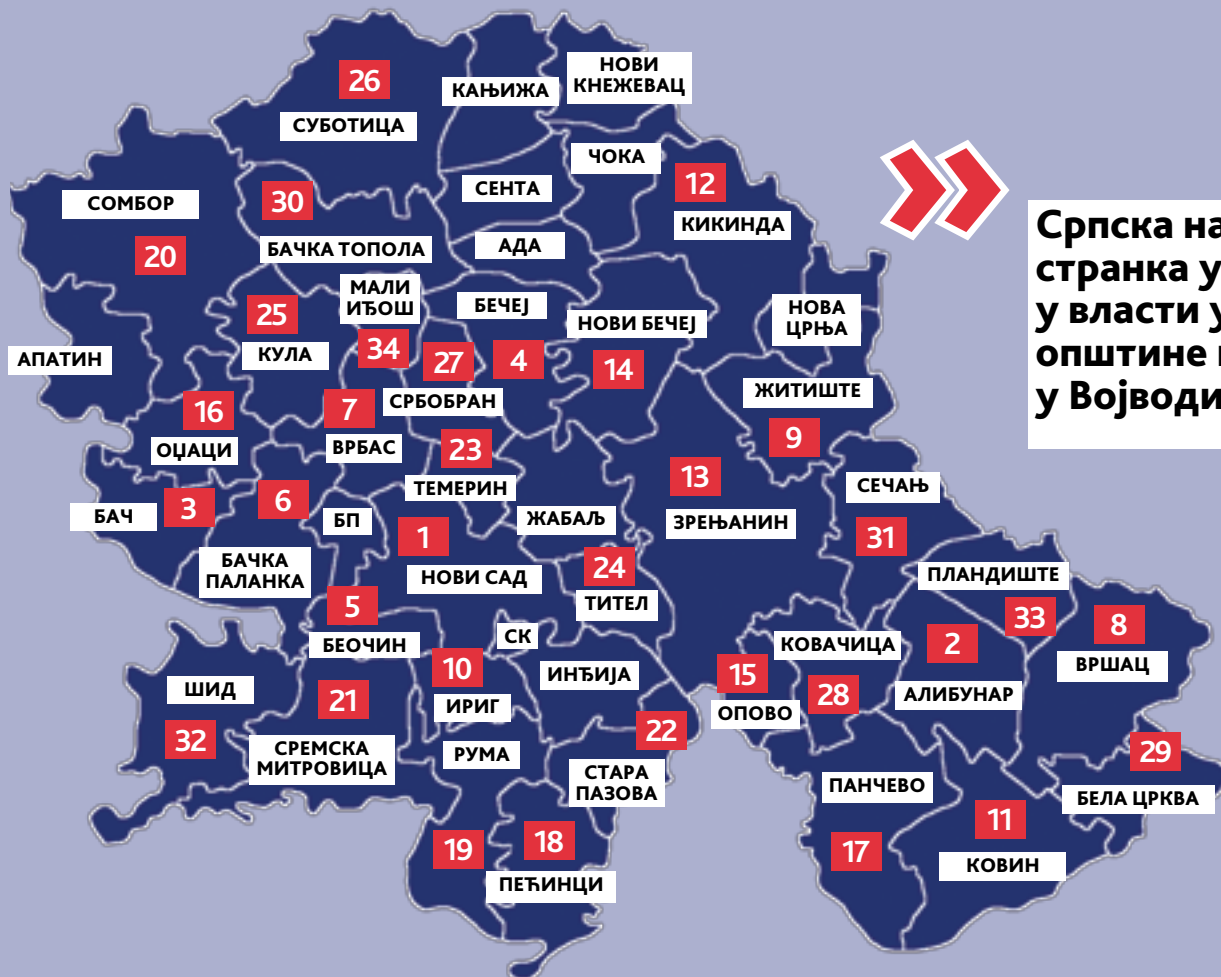 26
СУБОТИЦА
КАЊИЖА
НОВИ
КНЕЖЕВАЦ
ЧОКА
12
КИКИНДА
СОМБОР
20
30
БАЧКА ТОПОЛА
СЕНТА
АДА
МАЛИ
ИЂОШ
34
БЕЧЕЈ
4
НОВИ БЕЧЕЈ
14
НОВА
ЦРЊА
АПАТИН
25
КУЛА
27
СРБОБРАН
ЖИТИШТЕ
9
16
ОЏАЦИ
7
ВРБАС
23
ТЕМЕРИН
13
ЗРЕЊАНИН
СЕЧАЊ
31
БАЧ
3
6
БАЧКА
ПАЛАНКА
БП
1
НОВИ САД
ЖАБАЉ
24
ТИТЕЛ
ПЛАНДИШТЕ
33
5
БЕОЧИН
СК
ИНЂИЈА
КОВАЧИЦА
28
2
АЛИБУНАР
8
ВРШАЦ
ШИД
32
21
СРЕМСКА
МИТРОВИЦА
10
ИРИГ
РУМА
22
СТАРА
ПАЗОВА
15
ОПОВО
29
БЕЛА ЦРКВА
ПАНЧЕВО
17
11
КОВИН
19
18
ПЕЋИНЦИ
Српска
странка
у власти
општине
у